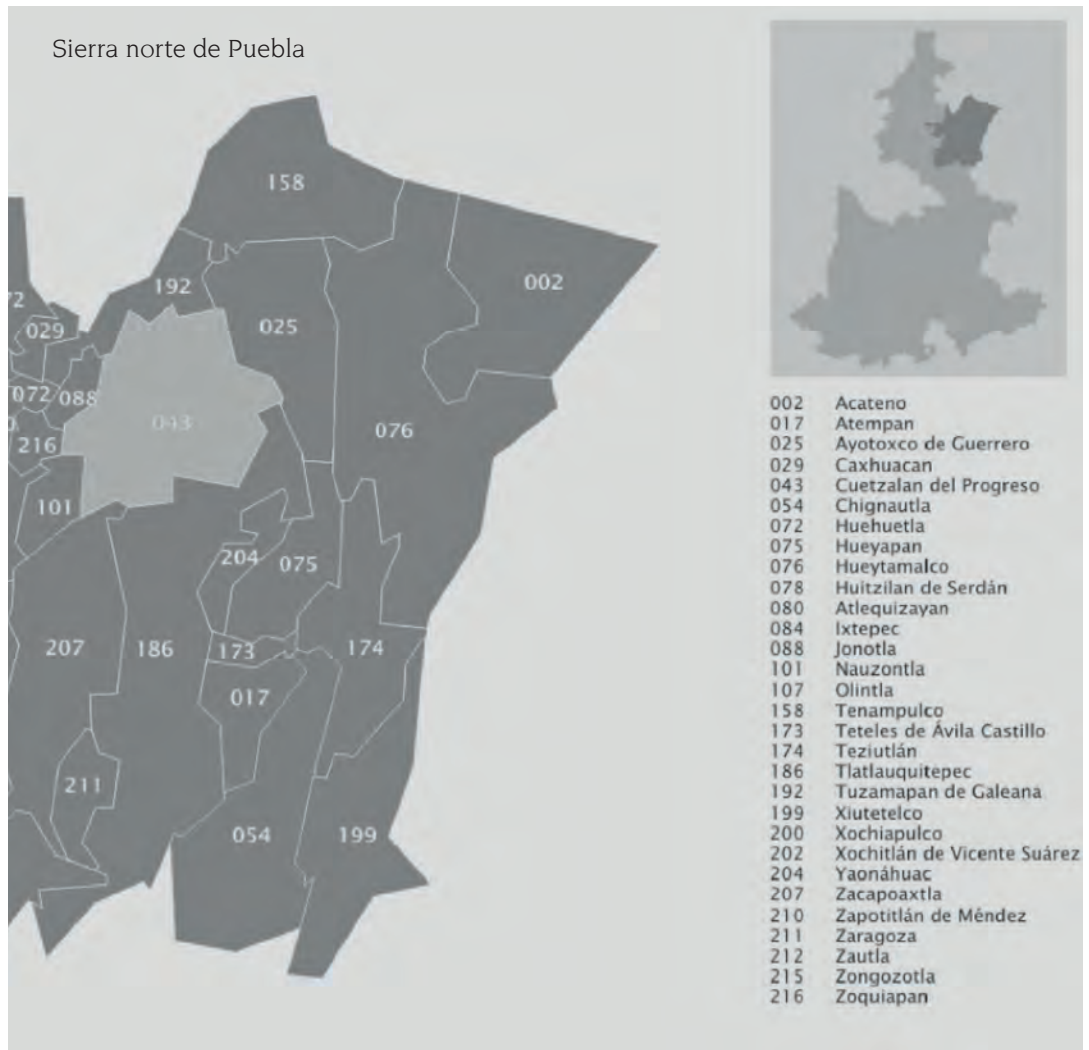 Sierra norte de Puebla
158
002
192
72
029
025
072
088
043
076
216
101
204
075
207
186
173
174
017
211
054
199
002 Acateno
017 Atempan
025 Ayotoxco de Guerrero
029 Caxhuacan
043 Cuetzalan del Progreso
054 Chignautla
072 Huehuetla
075 Hueyapan
076 Hueytamalco
078 Huitzilan de Serdán
080 Atlequizayan
084 Ixtepec
088 Jonotla
101 Nauzontla
107 Olintla
158 Tenampulco
173 Teteles de Ávila Castillo
174 Teziutlán
186 Tlatlauquitepec
192 Tuzamapan de Galeana
199 Xiutetelco
200 Xochiapulco
202 Xochitlán de Vicente Suárez
204 Yaonáhuac
207 Zacapoaxtla
210 Zapotitlán de Méndez
211 Zaragoza
212 Zautla
215 Zongozotla
216 Zoquiapan